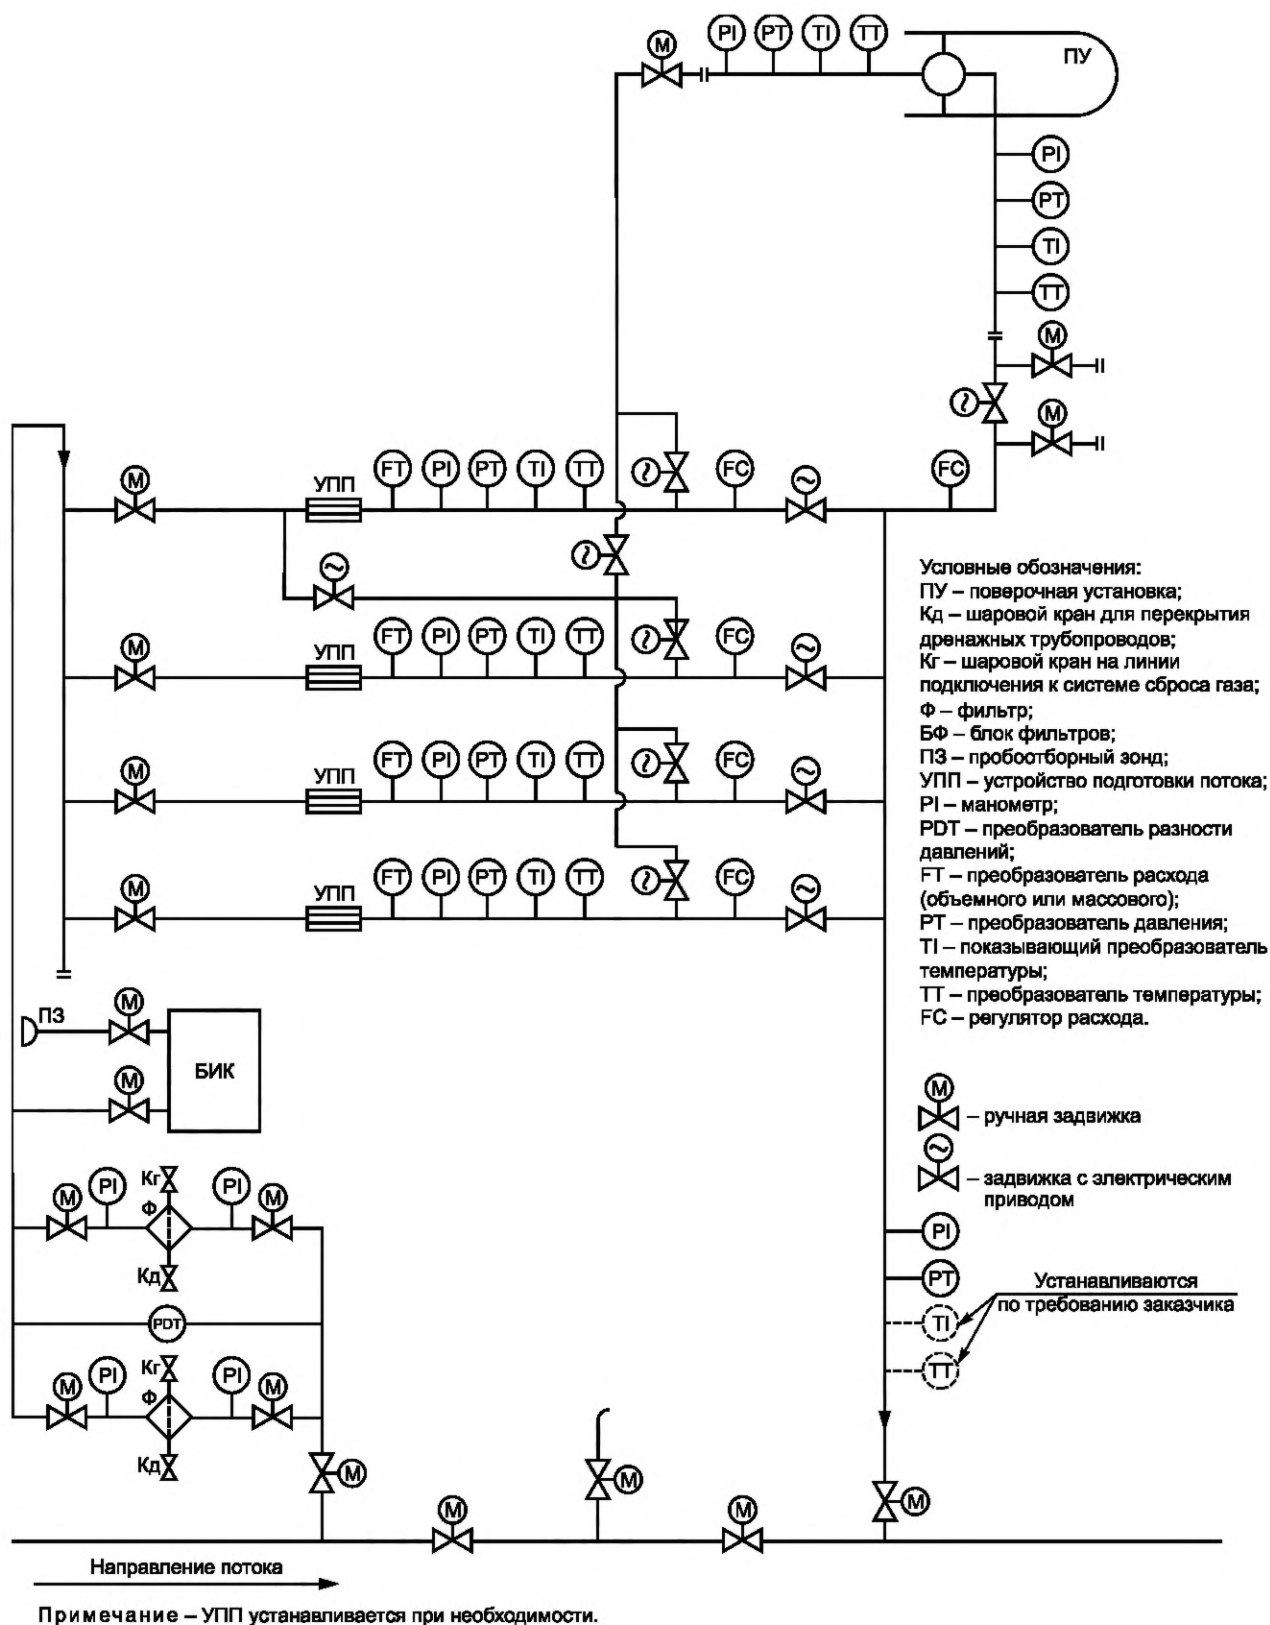 M PI PT TI TT ПУ
PI
PT
TI
TT
M
M
M УПП FT PI PT TI TT FC FC
M УПП FT PI PT TI TT FC
M УПП FT PI PT TI TT FC
M УПП FT PI PT TI TT FC
Условные обозначения:
ПУ – поверочная установка;
Кд – шаровой кран для перекрытия
дренажных трубопроводов;
Кг – шаровой кран на линии
подключения к системе сброса газа;
Ф – фильтр;
БФ – блок фильтров;
ПЗ – пробоотборный зонд;
УПП – устройство подготовки потока;
PI – манометр;
PDT – преобразователь разности
давлений;
FT – преобразователь расхода
(объемного или массового);
PT – преобразователь давления;
TI – показывающий преобразователь
температуры;
TT – преобразователь температуры;
FC – регулятор расхода.
ПЗ M
БИК
M
M – ручная задвижка
~ – задвижка с электрическим
приводом
M PI Кг Ф Кд PI M
PDT
M PI Кг Ф Кд PI M
PI
PT
TI
TT
Устанавливаются
по требованию заказчика
M M M
M M
Направление потока
Примечание – УПП устанавливается при необходимости.